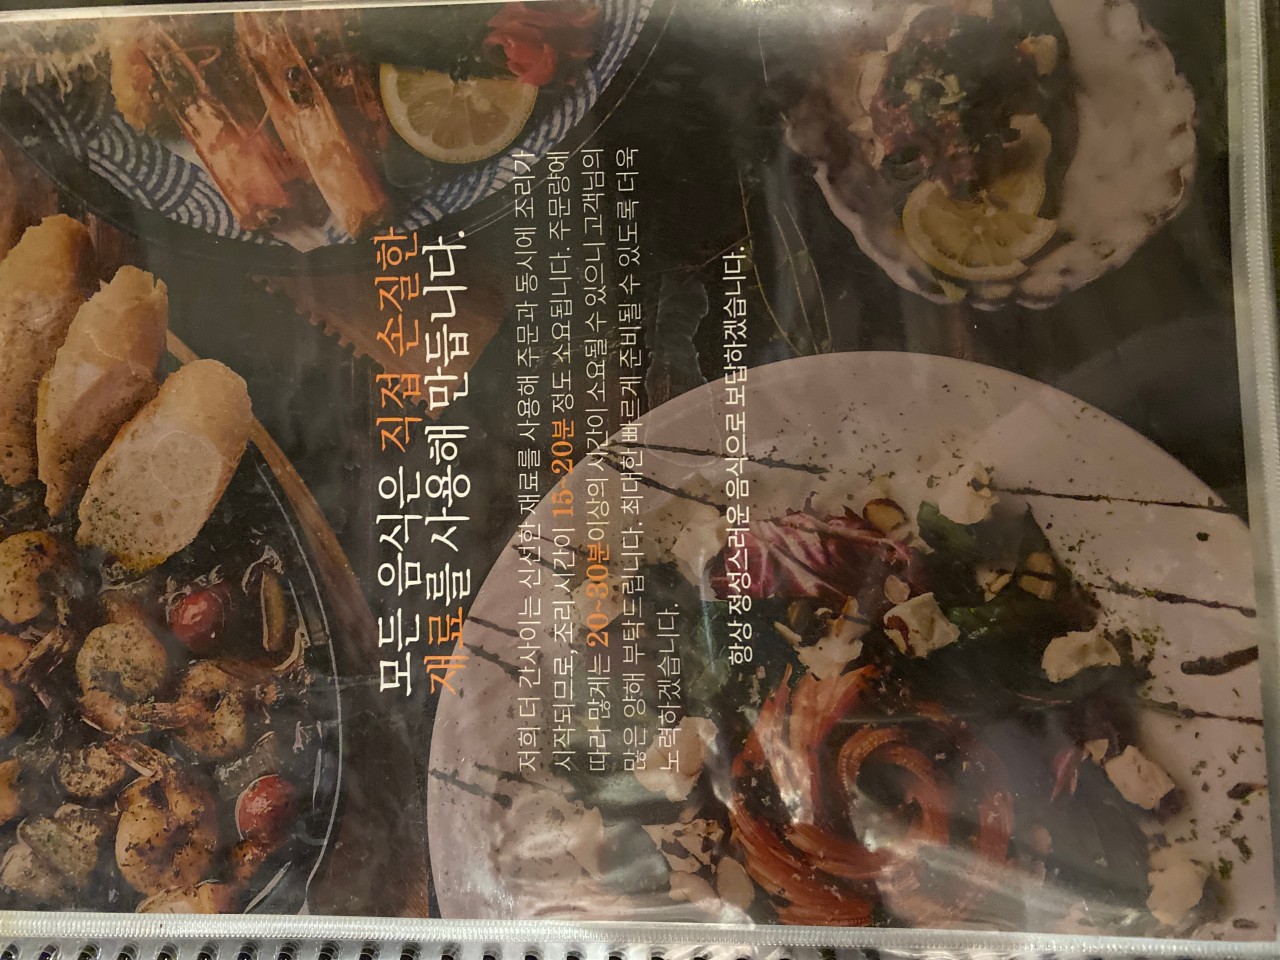 모든 음식은 직접 손질한
재료를 사용해 만듭니다.
저희 더 간사이는 신선한 재료를 사용해 주문과 동시에 조리가
시작되므로, 조리 시간이 15~20분 정도 소요됩니다. 주문량에
따라 많게는 20~30분이상의 시간이 소요될 수 있으니 고객님의
많은 양해 부탁드립니다. 최대한 빠르게 준비될 수 있도록 더욱
노력하겠습니다.
항상 정성스러운 음식으로 보답하겠습니다.